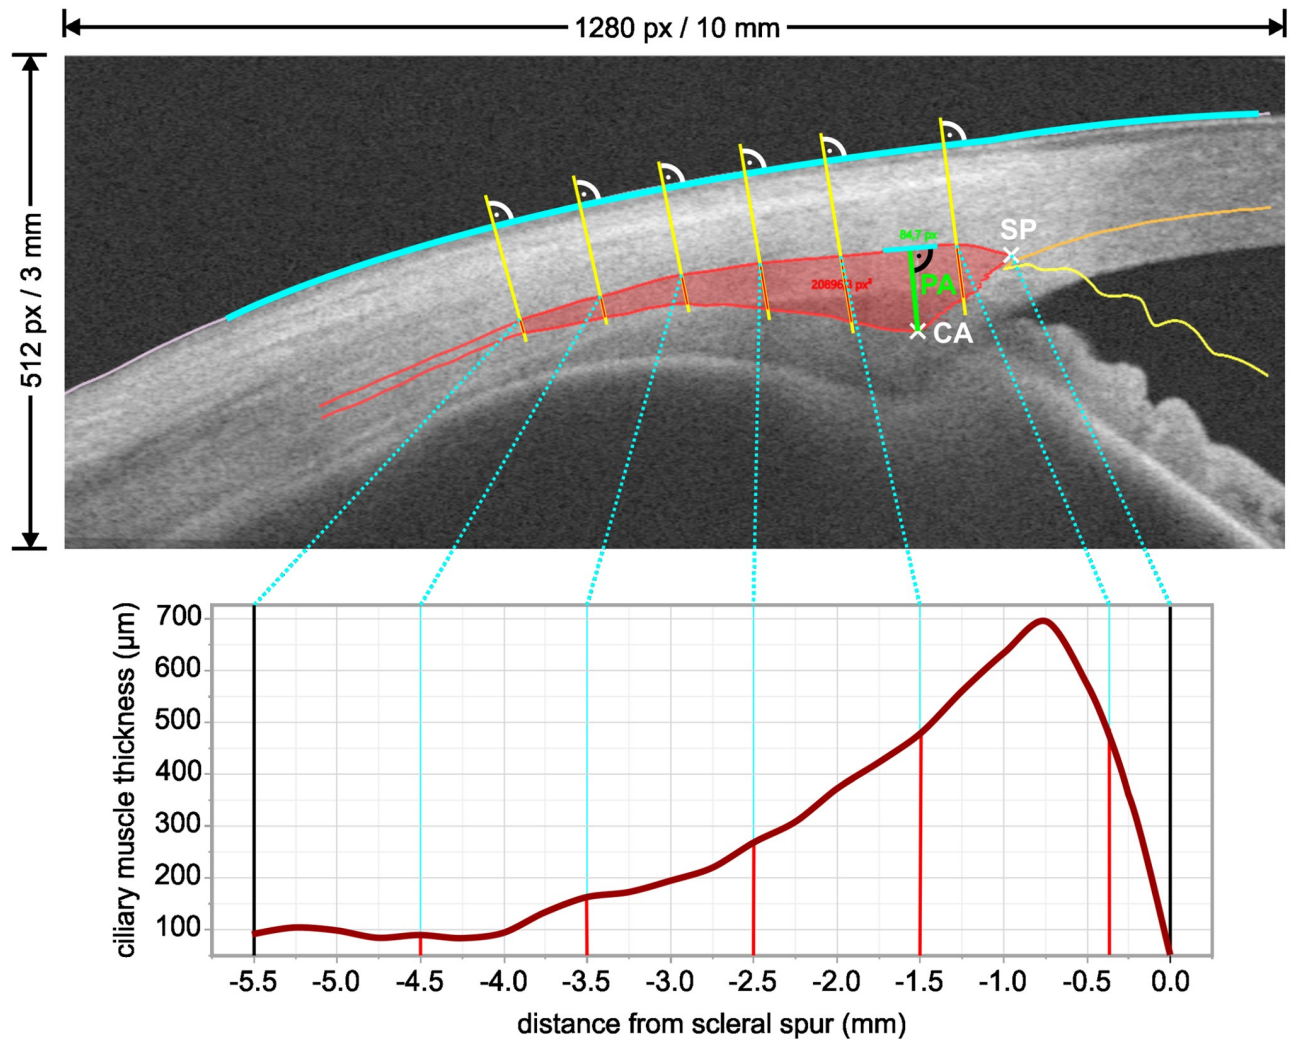 1280 px / 10 mm
512 px / 3 mm
SP
84,7 px
PA
CA
700
600
500
400
300
200
100
ciliary muscle thickness (µm)
-5.5 -5.0 -4.5 -4.0 -3.5 -3.0 -2.5 -2.0 -1.5 -1.0 -0.5 0.0
distance from scleral spur (mm)